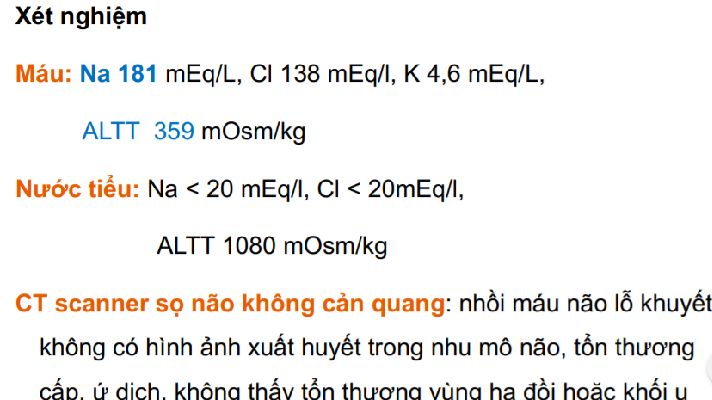 Xét nghiệm
Máu: Na 181 mEq/L, Cl 138 mEq/l, K 4,6 mEq/L,
ALTT 359 mOsm/kg
Nước tiểu: Na < 20 mEq/l, Cl < 20mEq/l,
ALTT 1080 mOsm/kg
CT scanner sọ não không cản quang: nhồi máu não lỗ khuyết
không có hình ảnh xuất huyết trong nhu mô não, tổn thương
cấp, ứ dịch, không thấy tổn thương vùng hạ đồi hoặc khối u